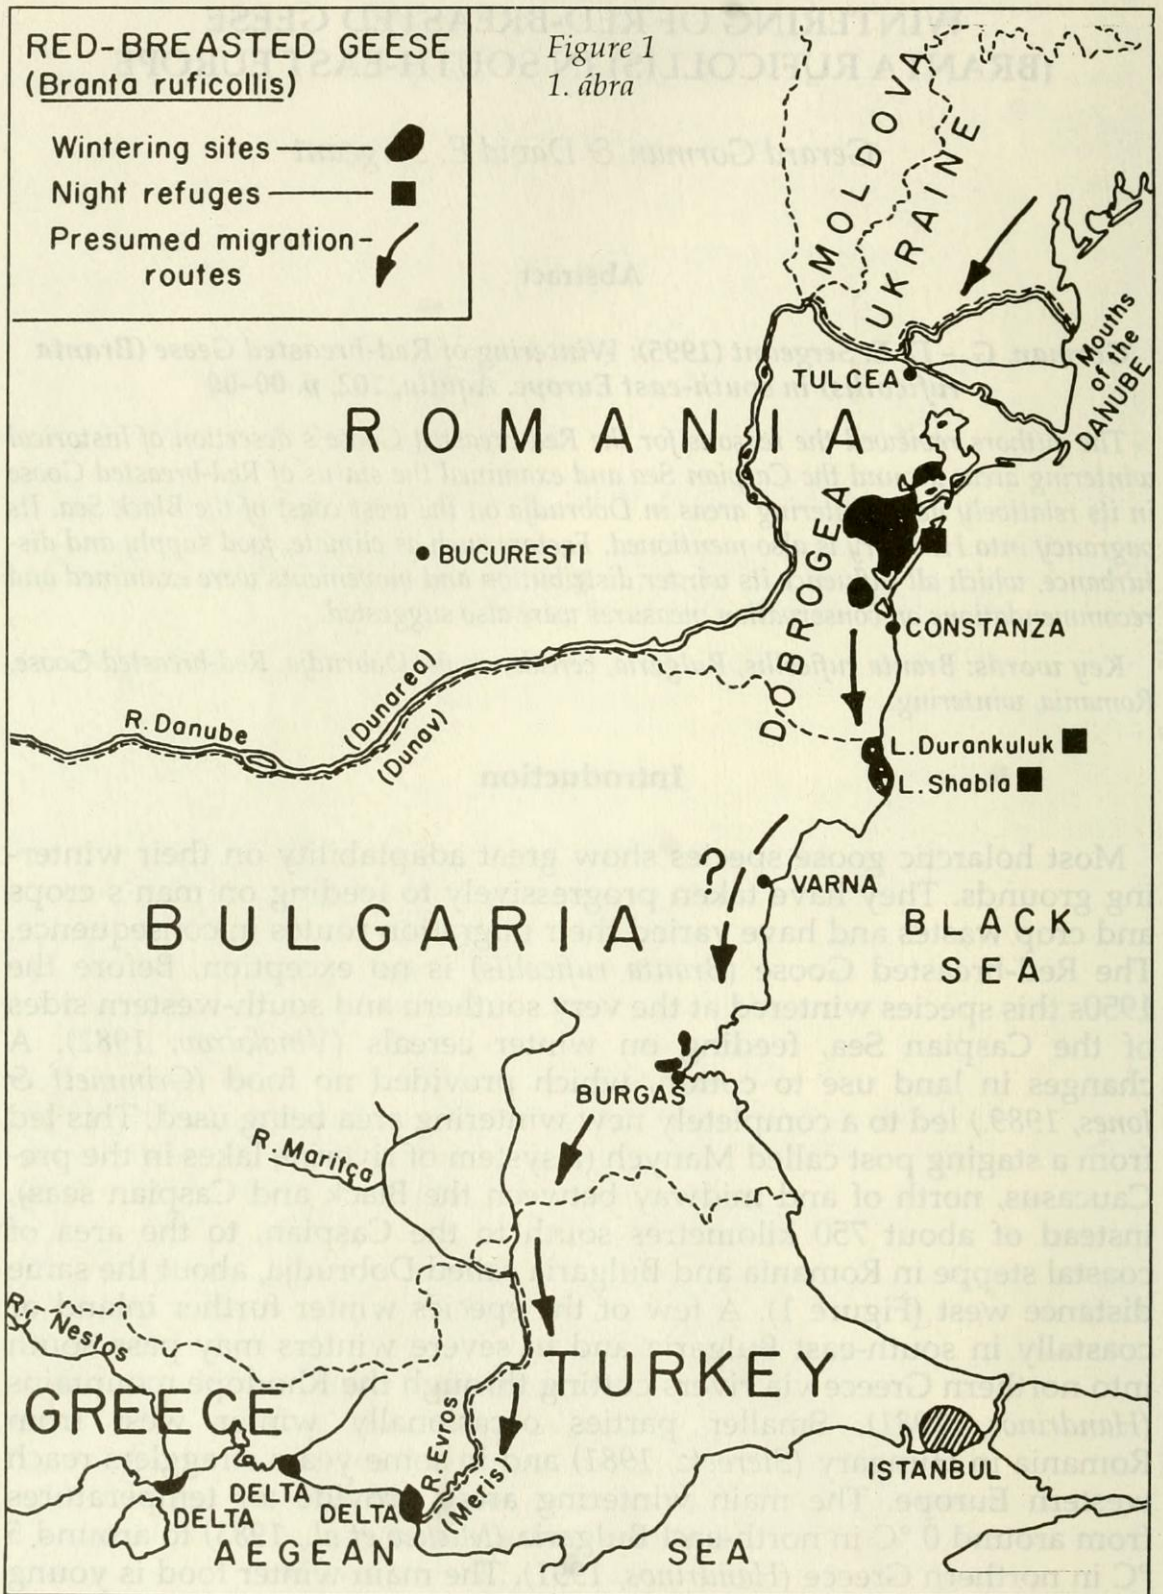 RED-BREASTED GEESE
(Branta ruficollis)
Wintering sites
Night refuges
Presumed migration
routes
Figure 1
1. ábra
MOLDOVA
UKRAINE
Mouths
of the
DANUBE
TULCEA
ROMANIA
DOBROGEA
BUCURESTI
CONSTANZA
(Dunarea)
R. Danube
(Dunav)
L. Durankuluk
L. Shabla
?
VARNA
BULGARIA
BLACK
SEA
BURGAS
R. Maritca
R. Nestos
TURKEY
GREECE
R. Evros
(Meris)
ISTANBUL
DELTA
DELTA
DELTA
AEGEAN SEA